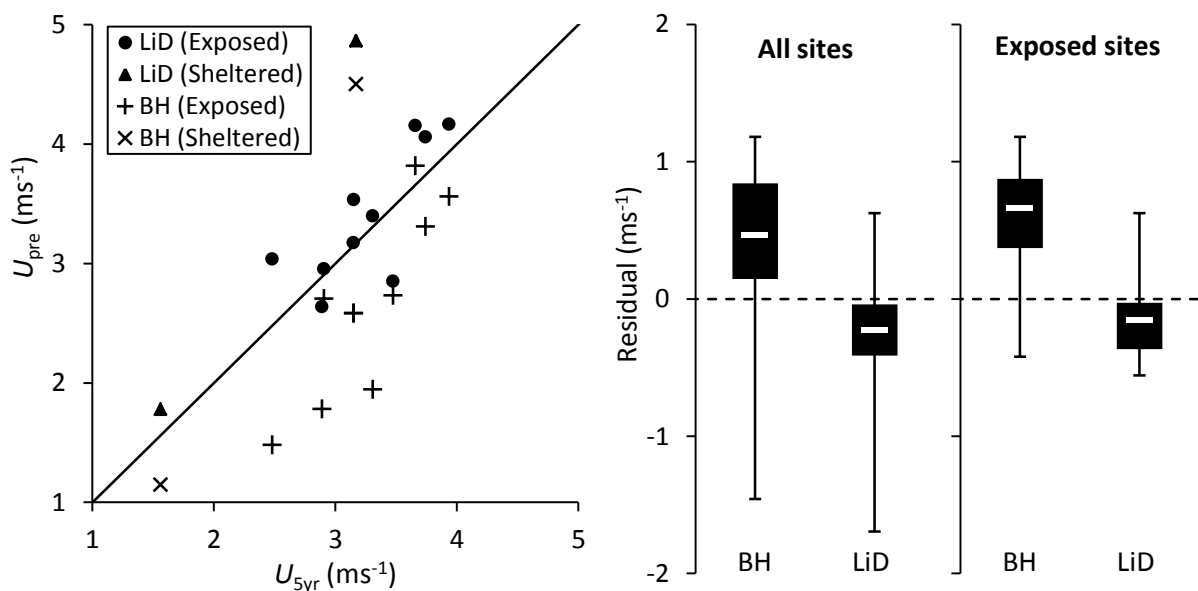 5
4
3
2
1
U_pre (ms⁻¹)
LiD (Exposed)
LiD (Sheltered)
BH (Exposed)
BH (Sheltered)
1 2 3 4 5
U_5yr (ms⁻¹)
2
1
0
-1
-2
Residual (ms⁻¹)
All sites
Exposed sites
BH LiD BH LiD